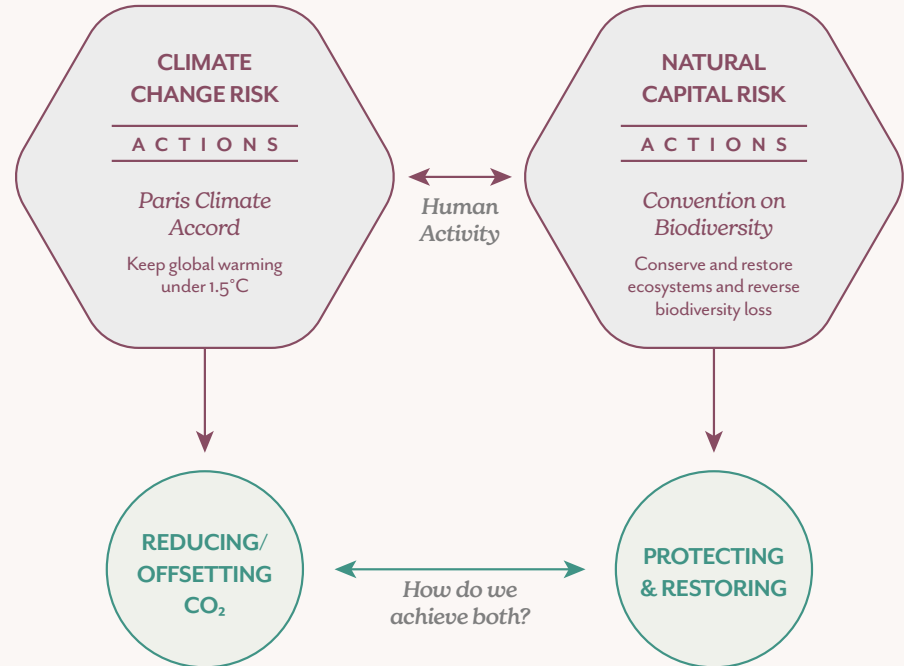 CLIMATE
CHANGE RISK
ACTIONS
Paris Climate
Accord
Keep global warming
under 1.5°C
Human
Activity
NATURAL
CAPITAL RISK
ACTIONS
Convention on
Biodiversity
Conserve and restore
ecosystems and reverse
biodiversity loss
REDUCING/
OFFSETTING
CO₂
How do we
achieve both?
PROTECTING
& RESTORING